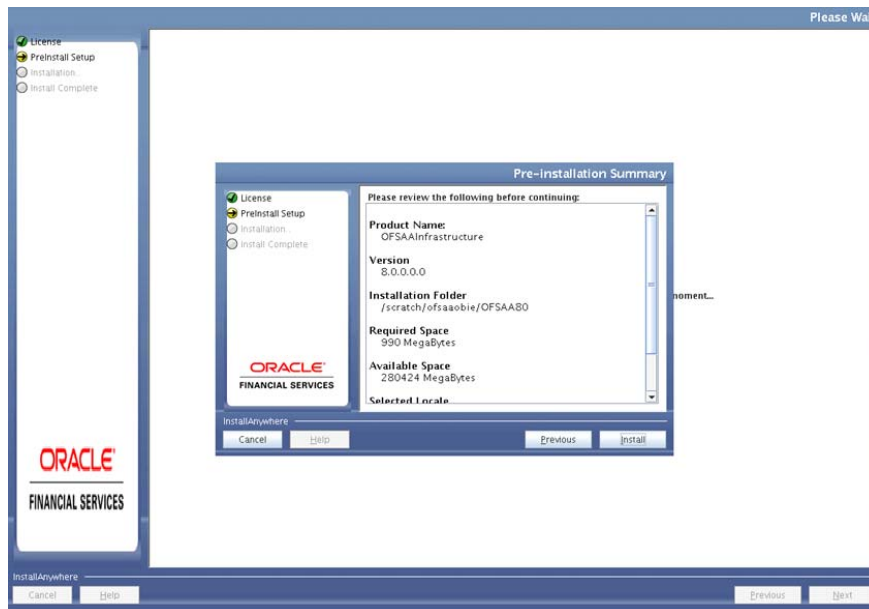 Please Wa
License
PreInstall Setup
Installation...
Install Complete
Pre-installation Summary
License
PreInstall Setup
Installation...
Install Complete
Please review the following before continuing:
Product Name:
OFSAAInfrastructure
Version
8.0.0.0.0
Installation Folder
/scratch/ofsaaobie/OFSAA80
Required Space
990 MegaBytes
Available Space
280424 MegaBytes
Selected Locale
ORACLE'
FINANCIAL SERVICES
InstallAnywhere
Cancel
Help
Previous
Install
moment...
ORACLE'
FINANCIAL SERVICES
InstallAnywhere
Cancel
Help
Previous
Next